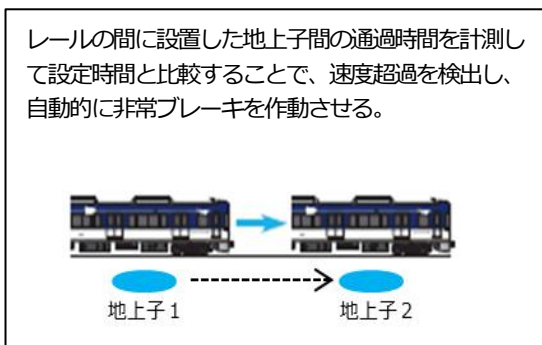 レールの間に設置した地上子間の通過時間を計測し
て設定時間と比較することで、速度超過を検出し、
自動的に非常ブレーキを作動させる。
地上子1
地上子2